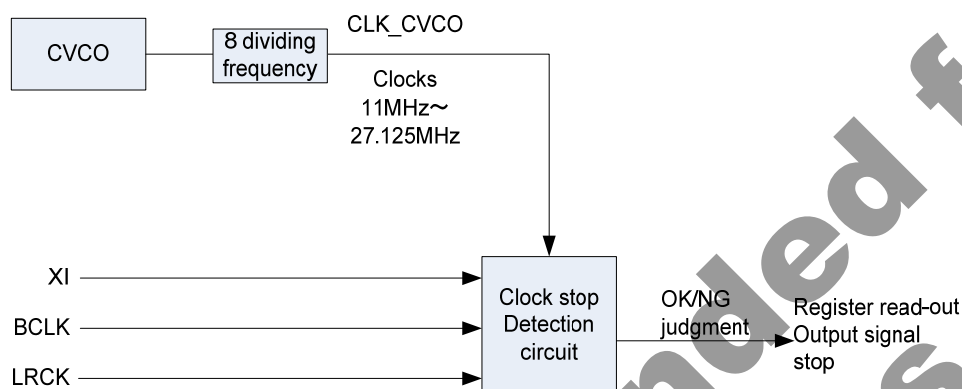 CVCO
8 dividing
frequency
CLK_CVCO
Clocks
11MHz～
27.125MHz
XI
BCLK
LRCK
Clock stop
Detection
circuit
OK/NG
judgment
Register read-out
Output signal
stop
nded f